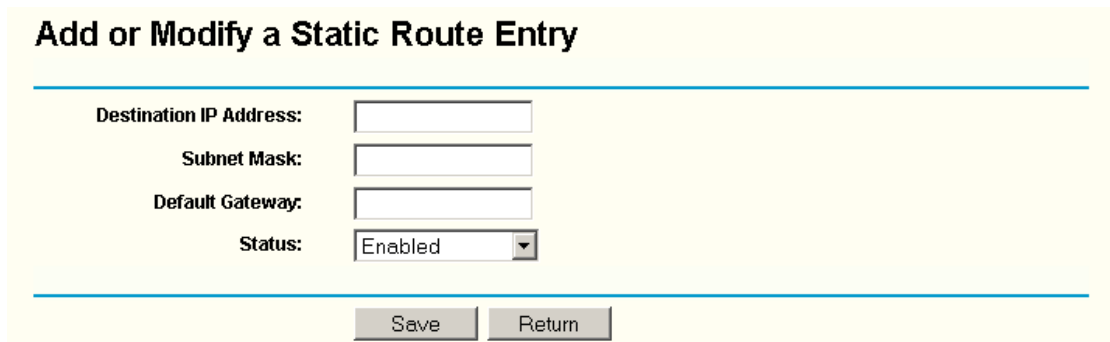 Add or Modify a Static Route Entry
Destination IP Address:
Subnet Mask:
Default Gateway:
Status: Enabled
Save Return